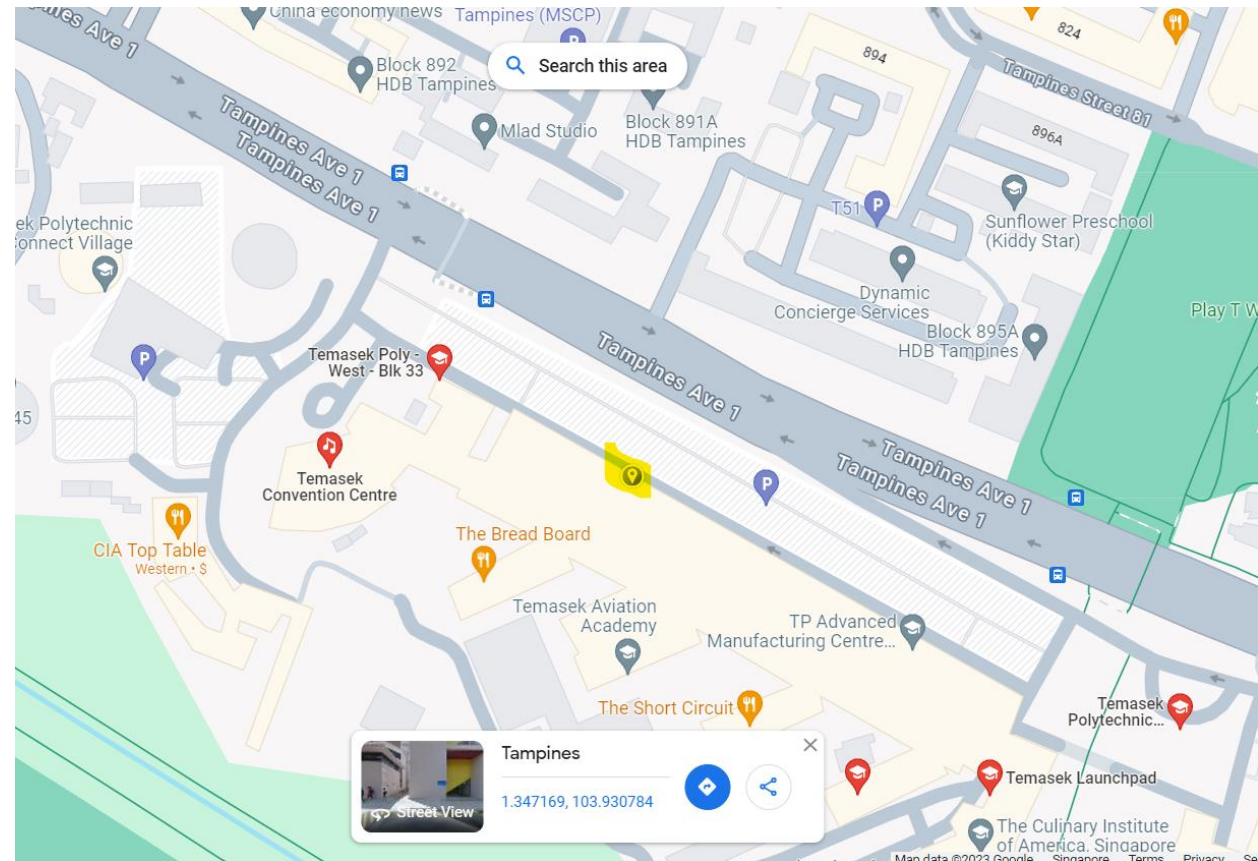 China economy news
Tampines (MSCP)
Search this area
Block 892
HDB Tampines
Mlad Studio
Block 891A
HDB Tampines
894
824
Tampines Street 81
896A
Tampines Ave 1
Tampines Ave 1
T51
Sunflower Preschool
(Kiddy Star)
ek Polytechnic
onnect Village
Dynamic
Concierge Services
Block 895A
HDB Tampines
Play T W
Temasek Poly -
West - Blk 33
Tampines Ave 1
45
Temasek
Convention Centre
Tampines Ave 1
Tampines Ave 1
CIA Top Table
Western • $
The Bread Board
Temasek Aviation
Academy
TP Advanced
Manufacturing Centre...
The Short Circuit
Temasek
Polytechnic...
Tampines
1.347169, 103.930784
Street View
Temasek Launchpad
The Culinary Institute
of America, Singapore
Map data ©2023 Google Singapore Terms Privacy